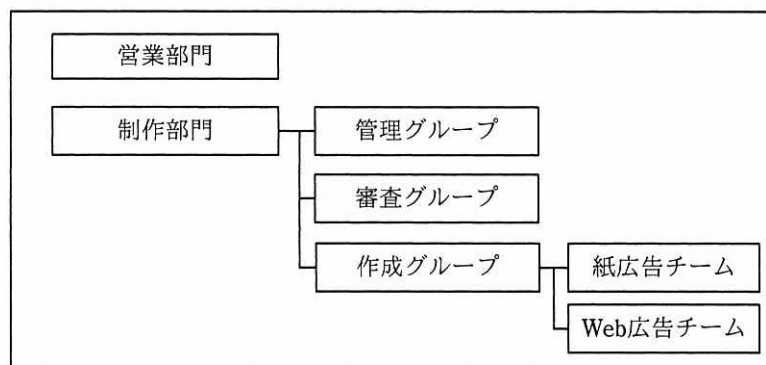 営業部門
制作部門
管理グループ
審査グループ
作成グループ
紙広告チーム
Web広告チーム